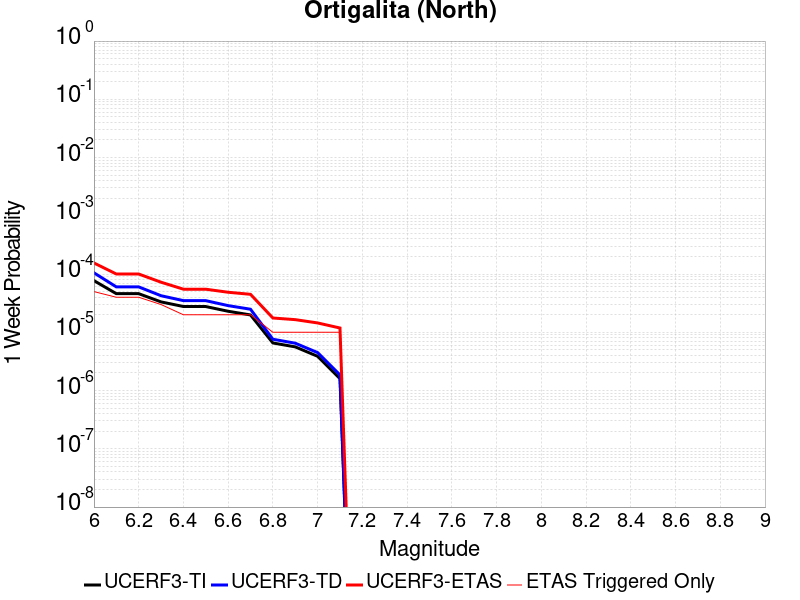 Ortigalita (North)
10^0
10^-1
10^-2
10^-3
10^-4
10^-5
10^-6
10^-7
10^-8
1 Week Probability
6 6.2 6.4 6.6 6.8 7 7.2 7.4 7.6 7.8 8 8.2 8.4 8.6 8.8 9
Magnitude
UCERF3-TI UCERF3-TD UCERF3-ETAS ETAS Triggered Only